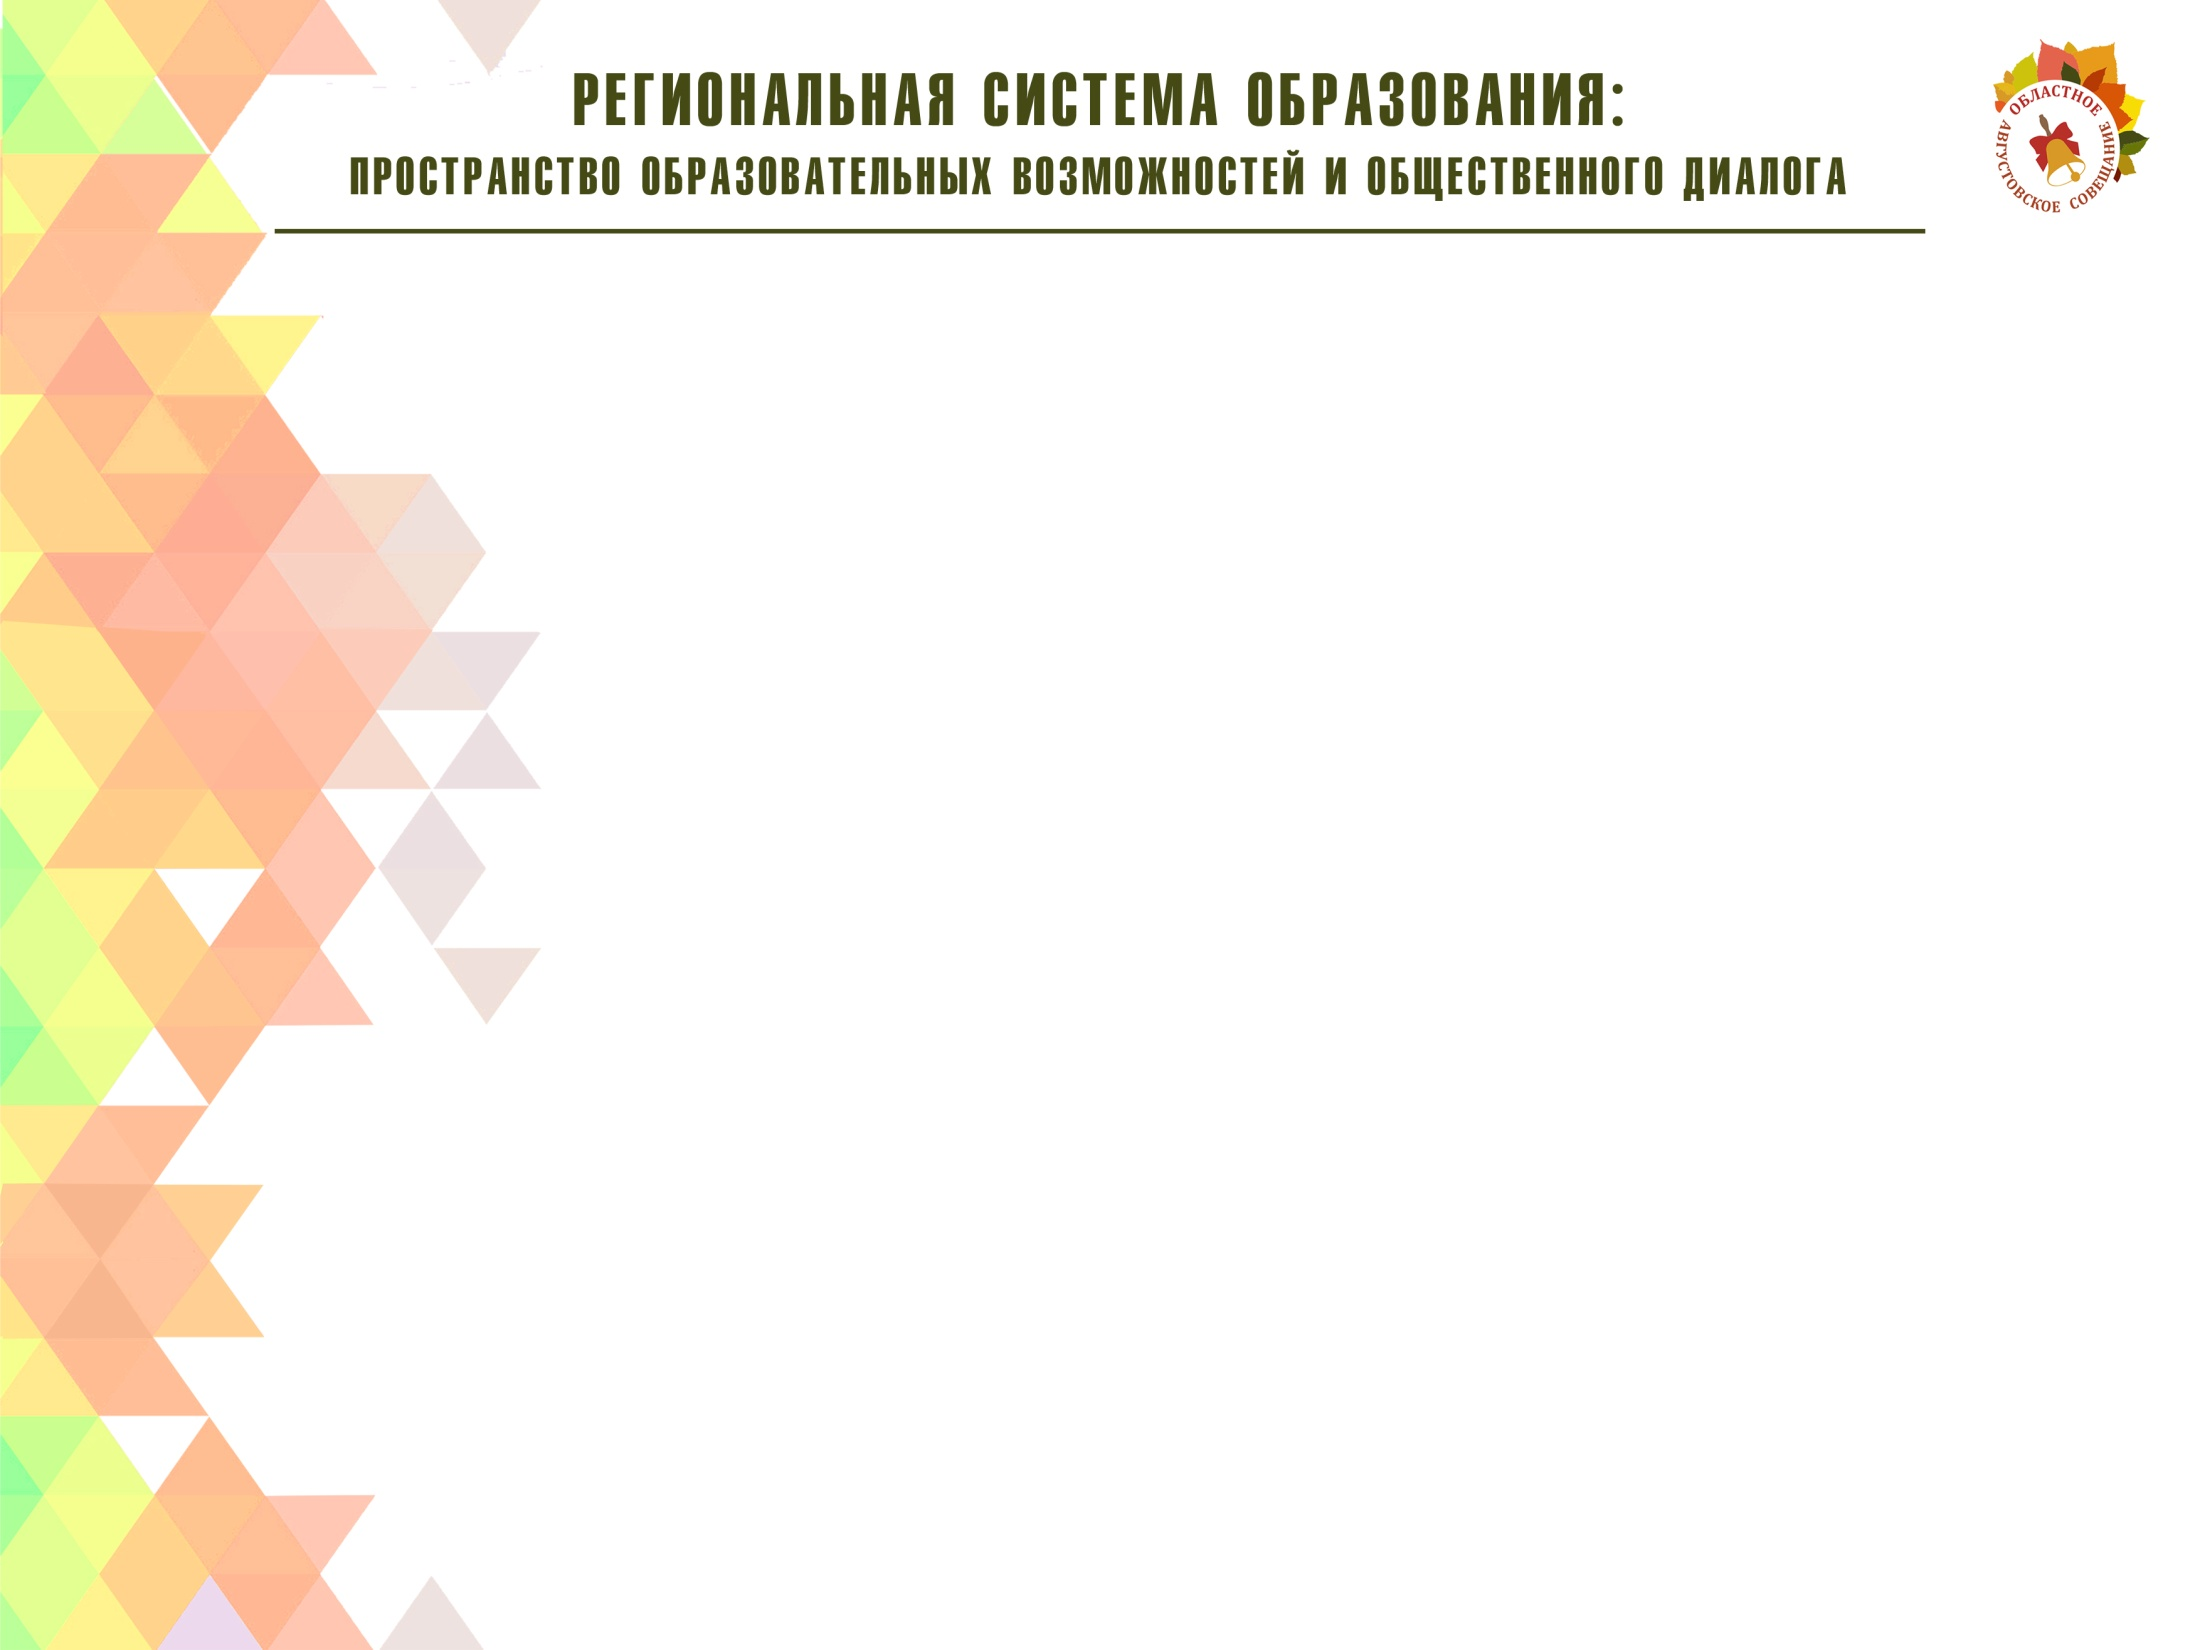 РЕГИОНАЛЬНАЯ СИСТЕМА ОБРАЗОВАНИЯ:
ПРОСТРАНСТВО ОБРАЗОВАТЕЛЬНЫХ ВОЗМОЖНОСТЕЙ И ОБЩЕСТВЕННОГО ДИАЛОГА
ОБЛАСТНОЕ
АВГУСТОВСКОЕ СОВЕЩАНИЕ